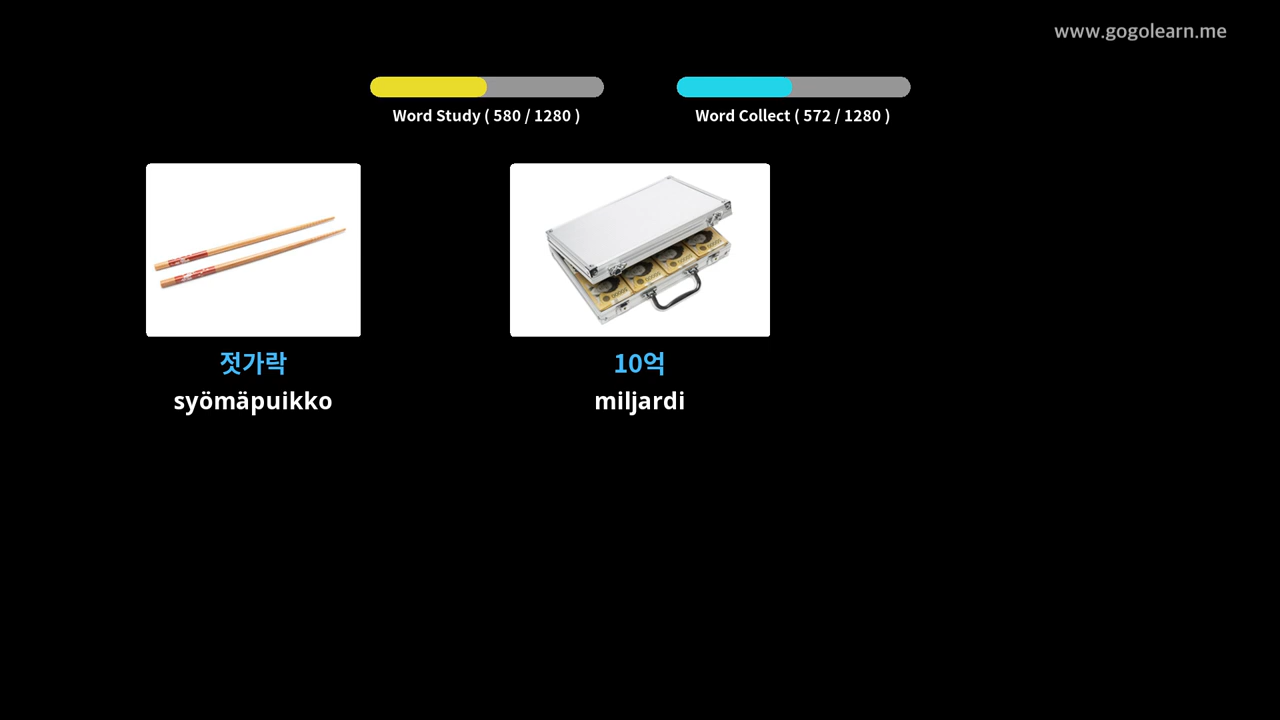 www.gogolearn.me
Word Study ( 580 / 1280 )
Word Collect ( 572 / 1280 )
젓가락
syömäpuikko
10억
miljardi